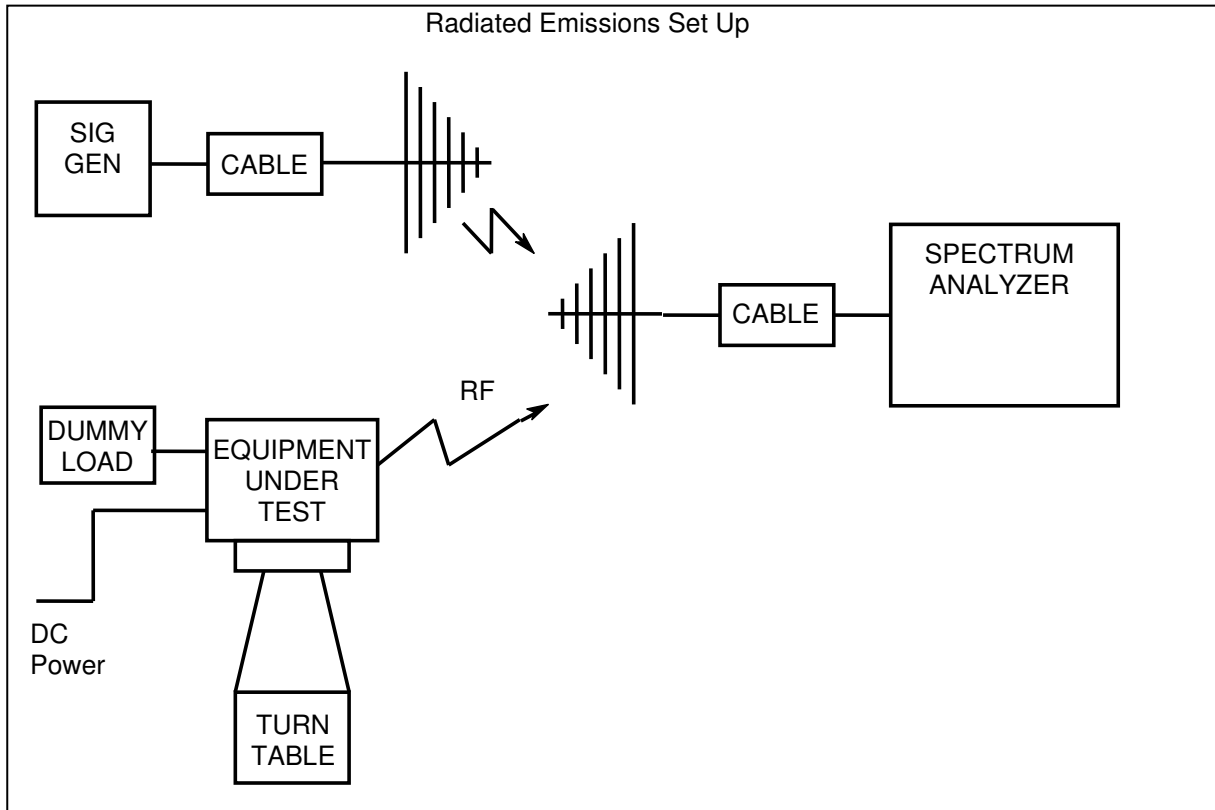 Radiated Emissions Set Up
SIG
GEN
CABLE
SPECTRUM
ANALYZER
CABLE
RF
DUMMY
LOAD
EQUIPMENT
UNDER
TEST
DC
Power
TURN
TABLE